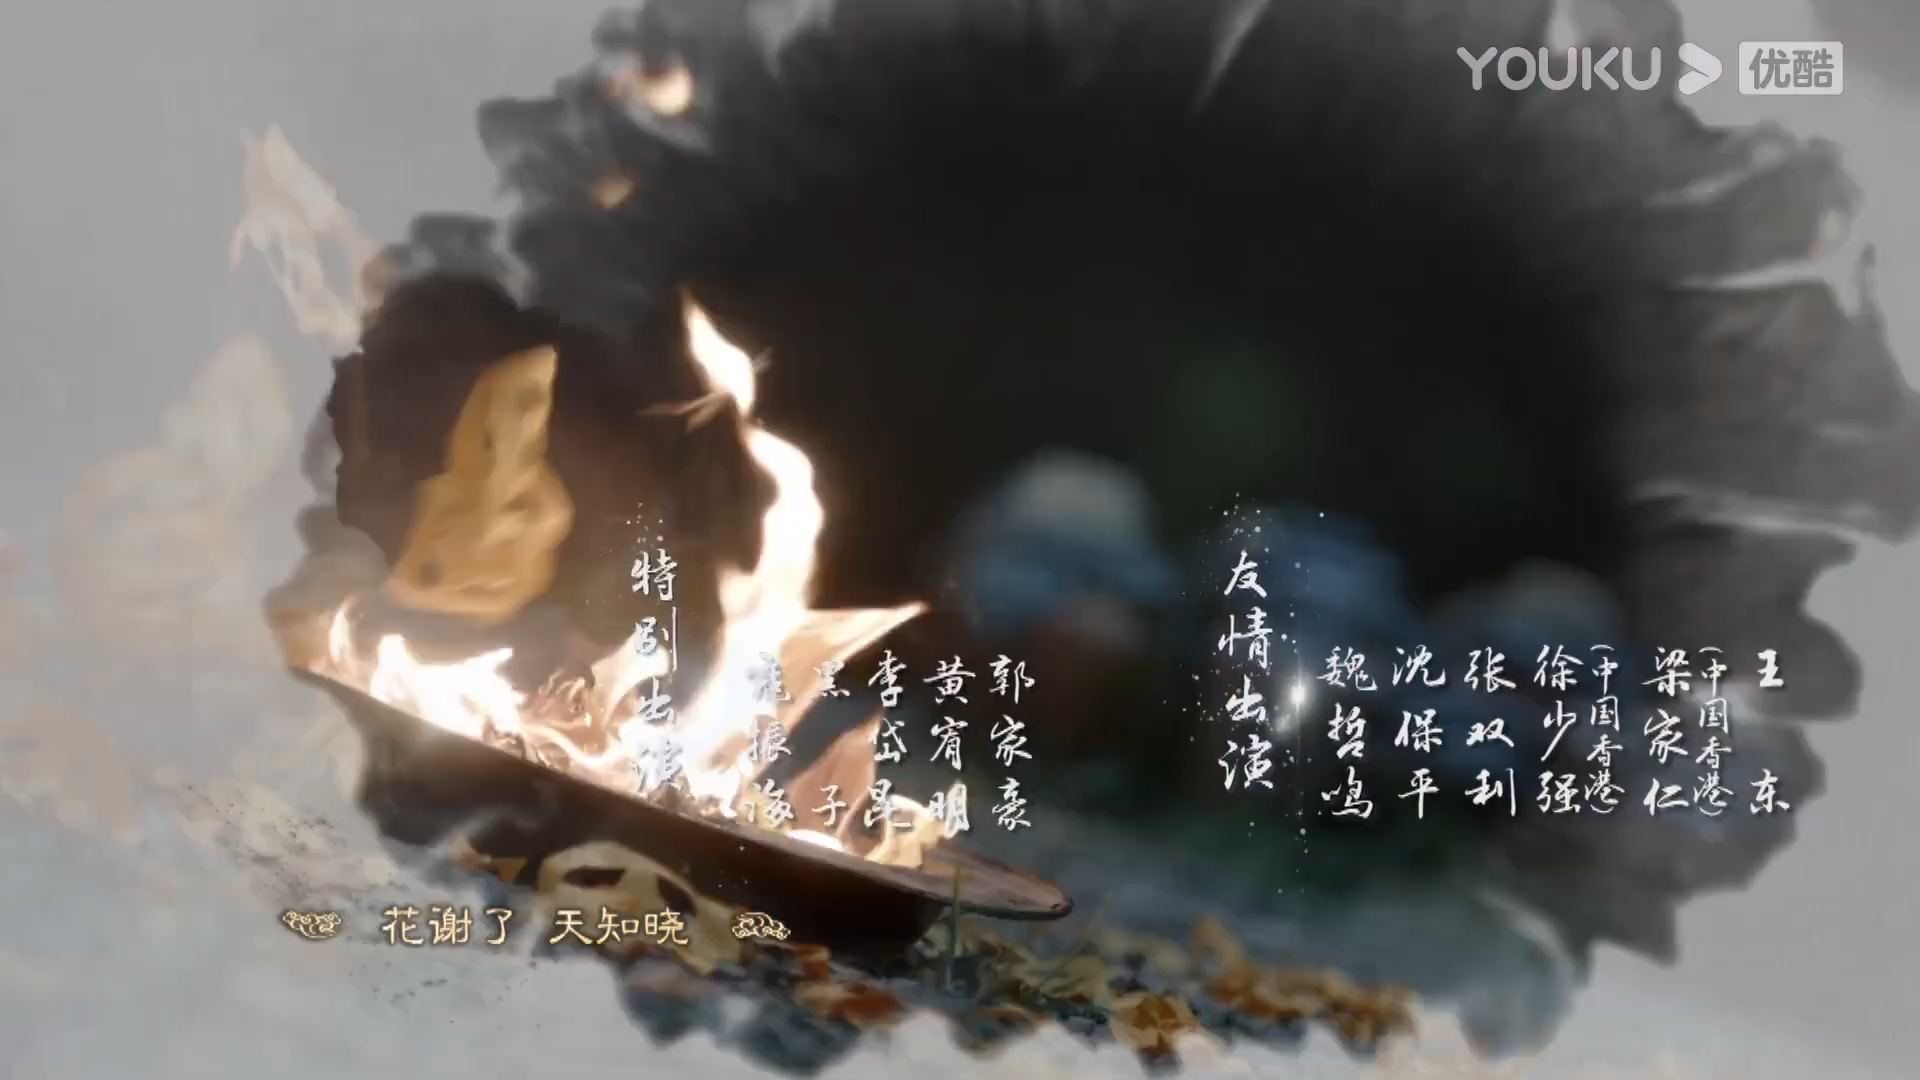 YOUKU 优酷
特别出演
振海
黑子
李岱昆
黄宥明
郭家豪
友情出演
魏哲鸣
沈保平
张双利
徐少强
(中国香港)
梁家仁
(中国香港)
王东
花谢了 天知晓